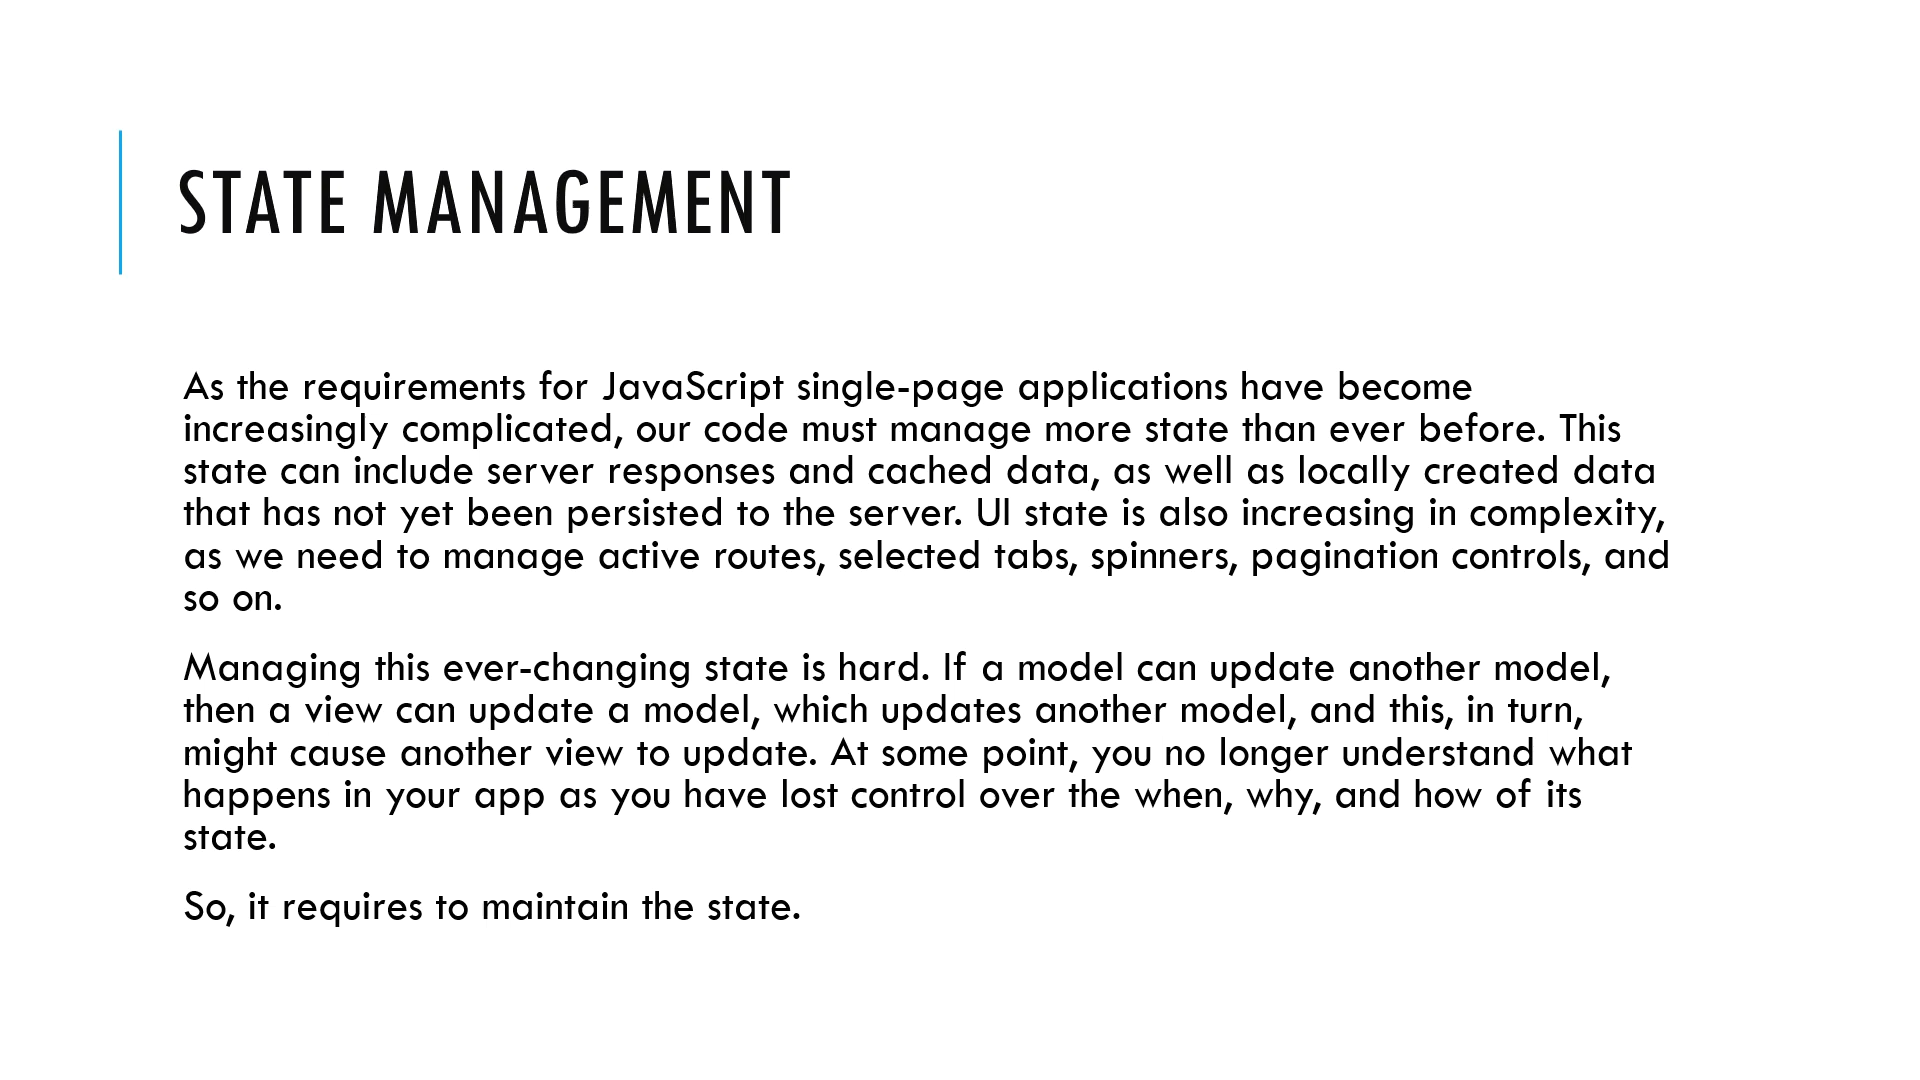 STATE MANAGEMENT
As the requirements for JavaScript single-page applications have become
increasingly complicated, our code must manage more state than ever before. This
state can include server responses and cached data, as well as locally created data
that has not yet been persisted to the server. UI state is also increasing in complexity,
as we need to manage active routes, selected tabs, spinners, pagination controls, and
so on.
Managing this ever-changing state is hard. If a model can update another model,
then a view can update a model, which updates another model, and this, in turn,
might cause another view to update. At some point, you no longer understand what
happens in your app as you have lost control over the when, why, and how of its
state.
So, it requires to maintain the state.